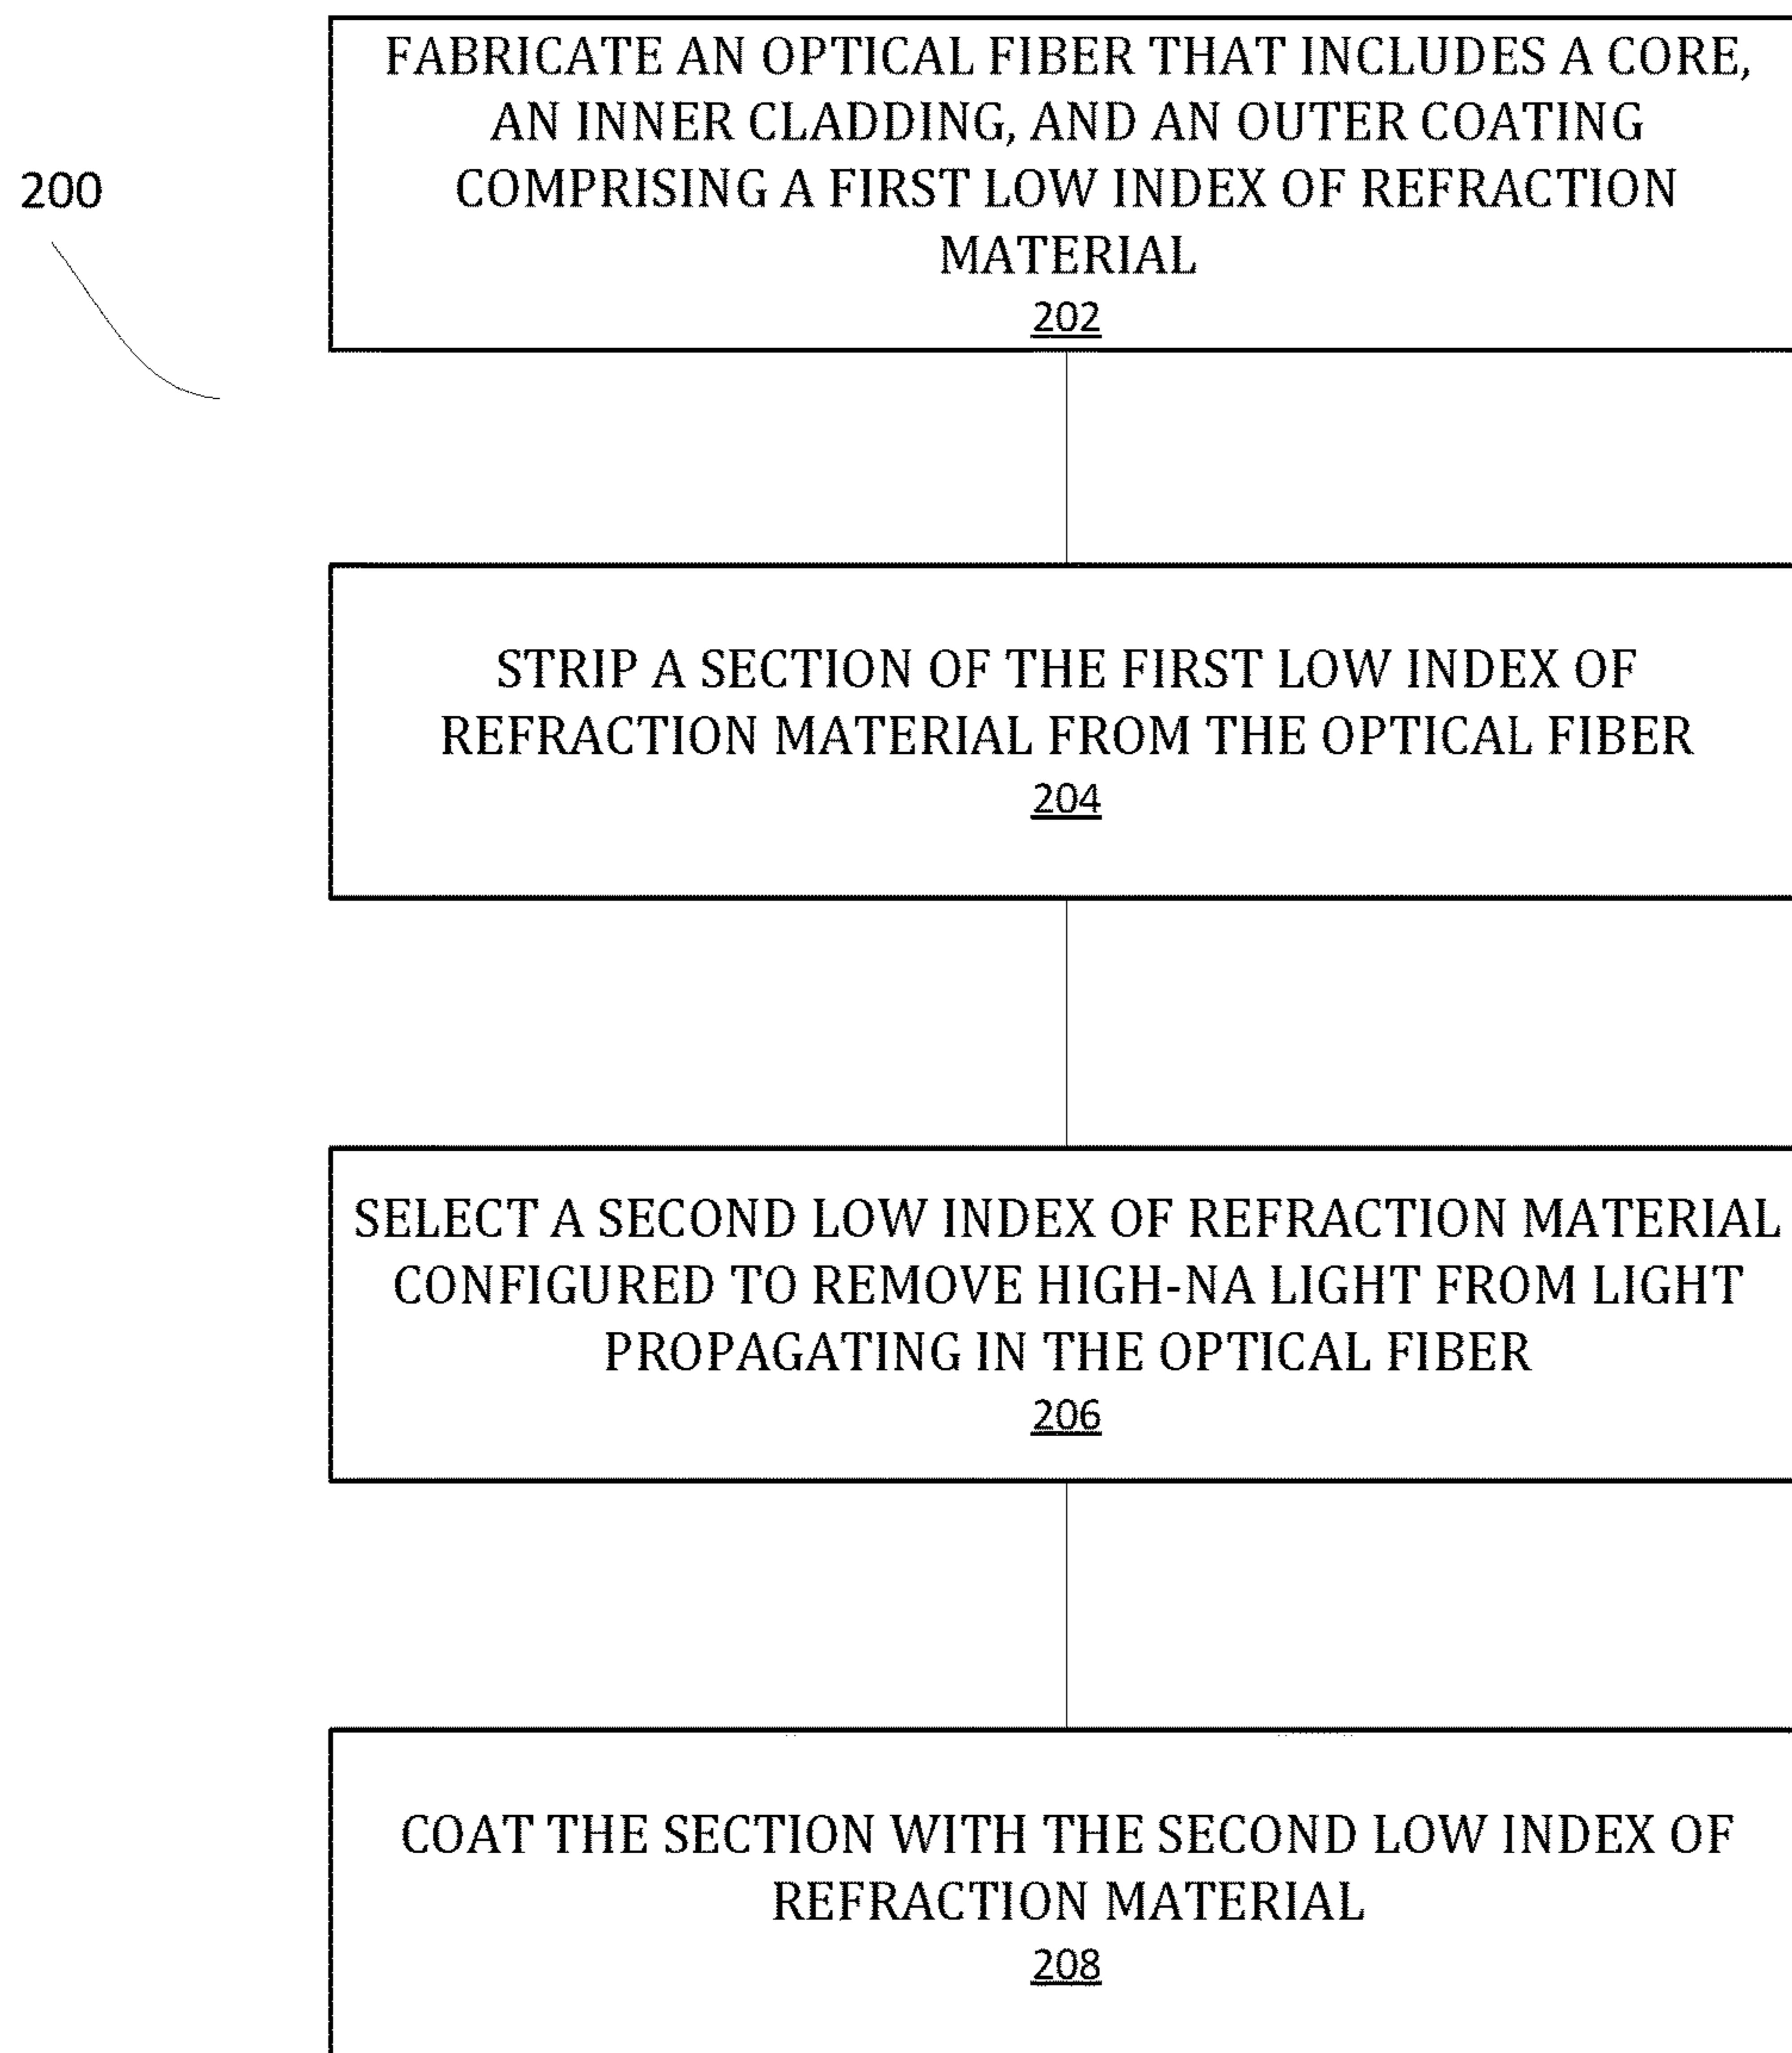 200
FABRICATE AN OPTICAL FIBER THAT INCLUDES A CORE,
AN INNER CLADDING, AND AN OUTER COATING
COMPRISING A FIRST LOW INDEX OF REFRACTION
MATERIAL
202
STRIP A SECTION OF THE FIRST LOW INDEX OF
REFRACTION MATERIAL FROM THE OPTICAL FIBER
204
SELECT A SECOND LOW INDEX OF REFRACTION MATERIAL
CONFIGURED TO REMOVE HIGH-NA LIGHT FROM LIGHT
PROPAGATING IN THE OPTICAL FIBER
206
COAT THE SECTION WITH THE SECOND LOW INDEX OF
REFRACTION MATERIAL
208